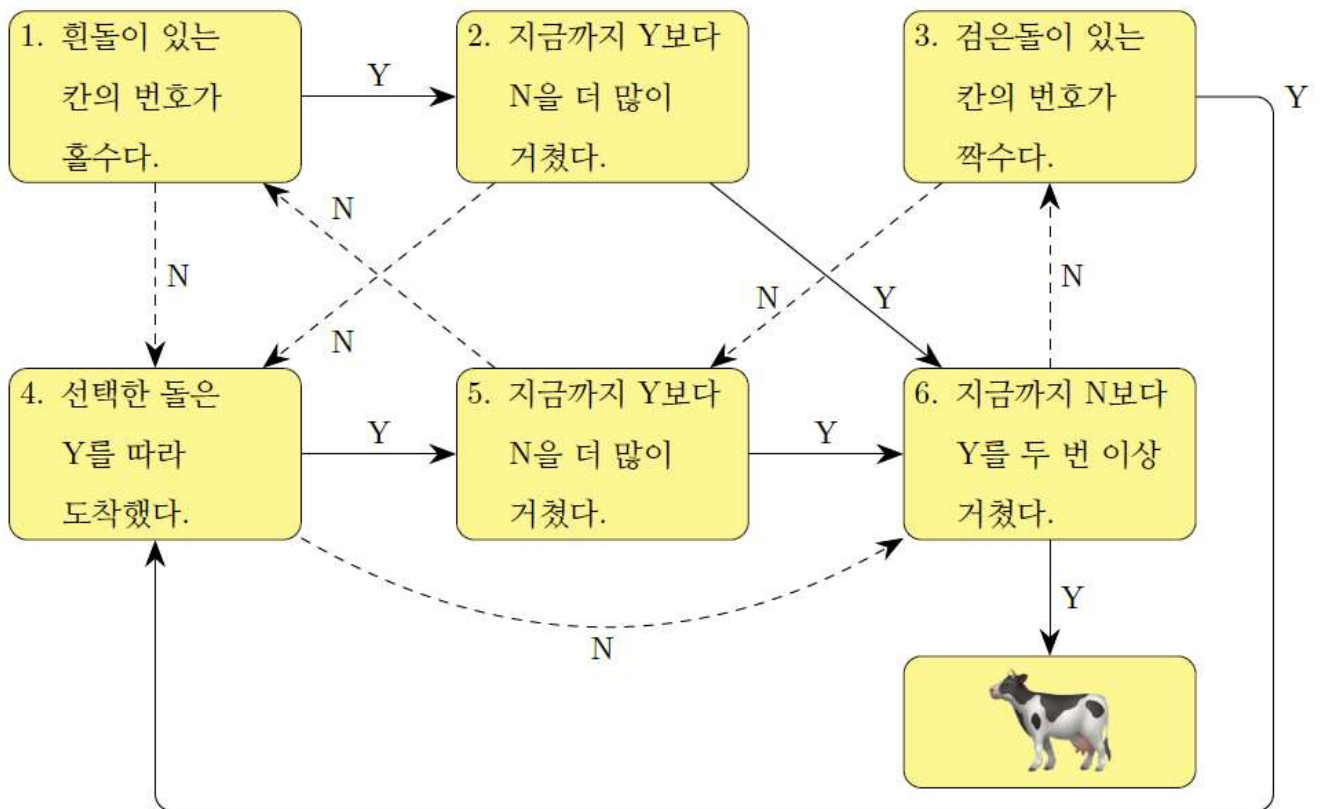 1. 흰돌이 있는
칸의 번호가
홀수다.
Y
2. 지금까지 Y보다
N을 더 많이
거쳤다.
3. 검은돌이 있는
칸의 번호가
짝수다.
Y
N
N
N
Y
N
N
4. 선택한 돌은
Y를 따라
도착했다.
Y
5. 지금까지 Y보다
N을 더 많이
거쳤다.
Y
6. 지금까지 N보다
Y를 두 번 이상
거쳤다.
N
Y